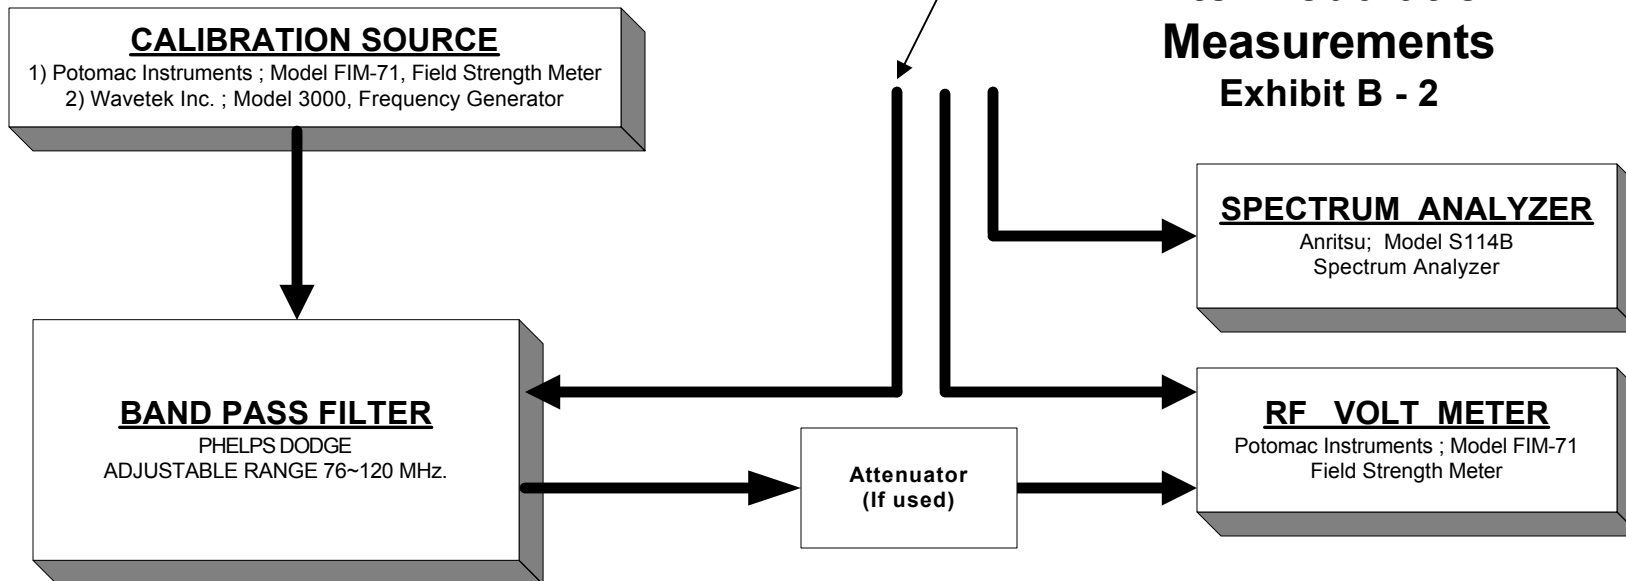 CALIBRATION SOURCE
1) Potomac Instruments ; Model FIM-71, Field Strength Meter
2) Wavetek Inc. ; Model 3000, Frequency Generator
Measurements
Exhibit B - 2
SPECTRUM ANALYZER
Anritsu; Model S114B
Spectrum Analyzer
BAND PASS FILTER
PHELPS DODGE
ADJUSTABLE RANGE 76~120 MHz.
Attenuator
(If used)
RF VOLT METER
Potomac Instruments ; Model FIM-71
Field Strength Meter